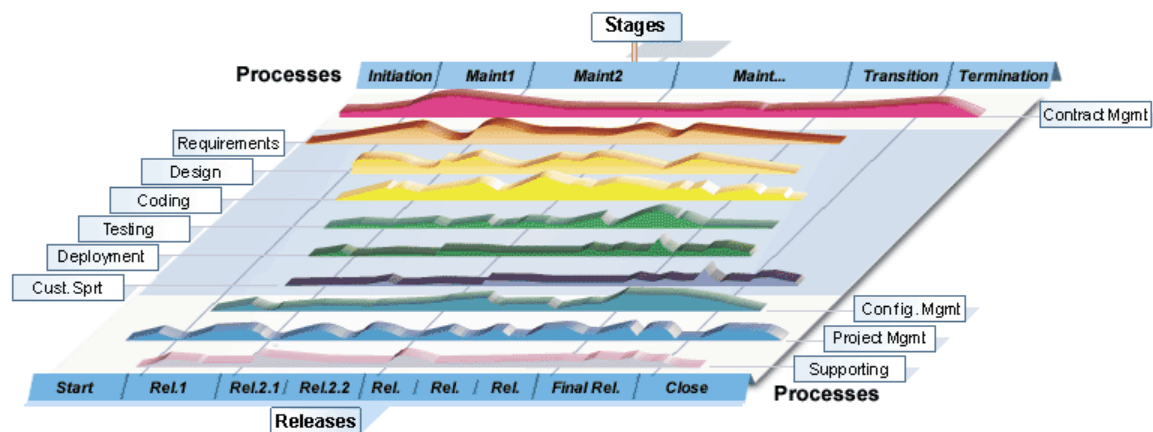 Stages
Processes
Initiation
Maint1
Maint2
Maint...
Transition
Termination
Contract Mgmt
Requirements
Design
Coding
Testing
Deployment
Cust. Sprt
Config. Mgmt
Project Mgmt
Supporting
Start
Rel.1
Rel.2.1
Rel.2.2
Rel.
Rel.
Rel.
Final Rel.
Close
Processes
Releases